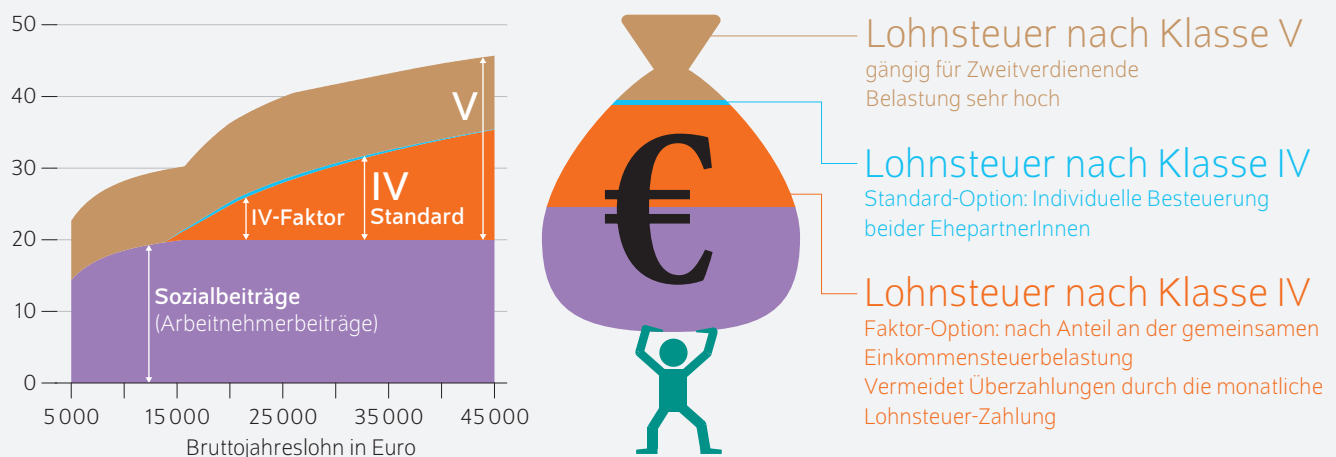 50
40
30
20
10
0
V
IV
Standard
IV-Faktor
Sozialbeiträge
(Arbeitnehmerbeiträge)
5 000
15 000
25 000
35 000
45 000
Bruttojahreslohn in Euro
€
Lohnsteuer nach Klasse V
gängig für Zweitverdienende
Belastung sehr hoch
Lohnsteuer nach Klasse IV
Standard-Option: Individuelle Besteuerung
beider EhepartnerInnen
Lohnsteuer nach Klasse IV
Faktor-Option: nach Anteil an der gemeinsamen
Einkommensteuerbelastung
Vermeidet Überzahlungen durch die monatliche
Lohnsteuer-Zahlung